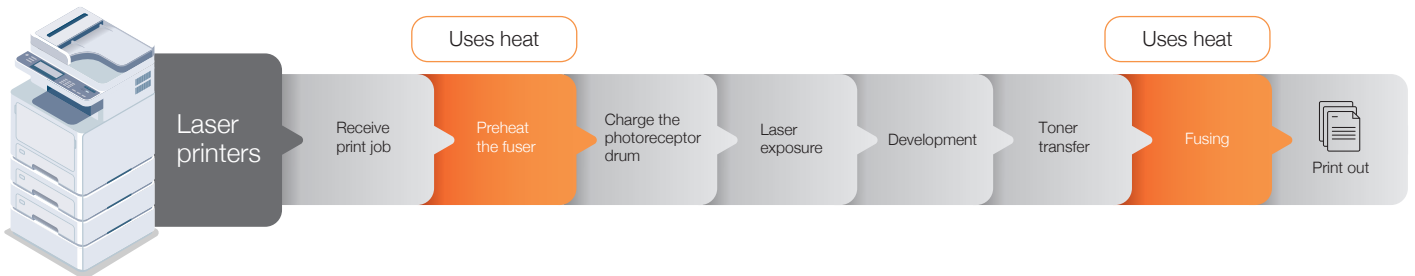 Uses heat
Uses heat
Laser
printers
Receive
print job
Preheat
the fuser
Charge the
photoreceptor
drum
Laser
exposure
Development
Toner
transfer
Fusing
Print out